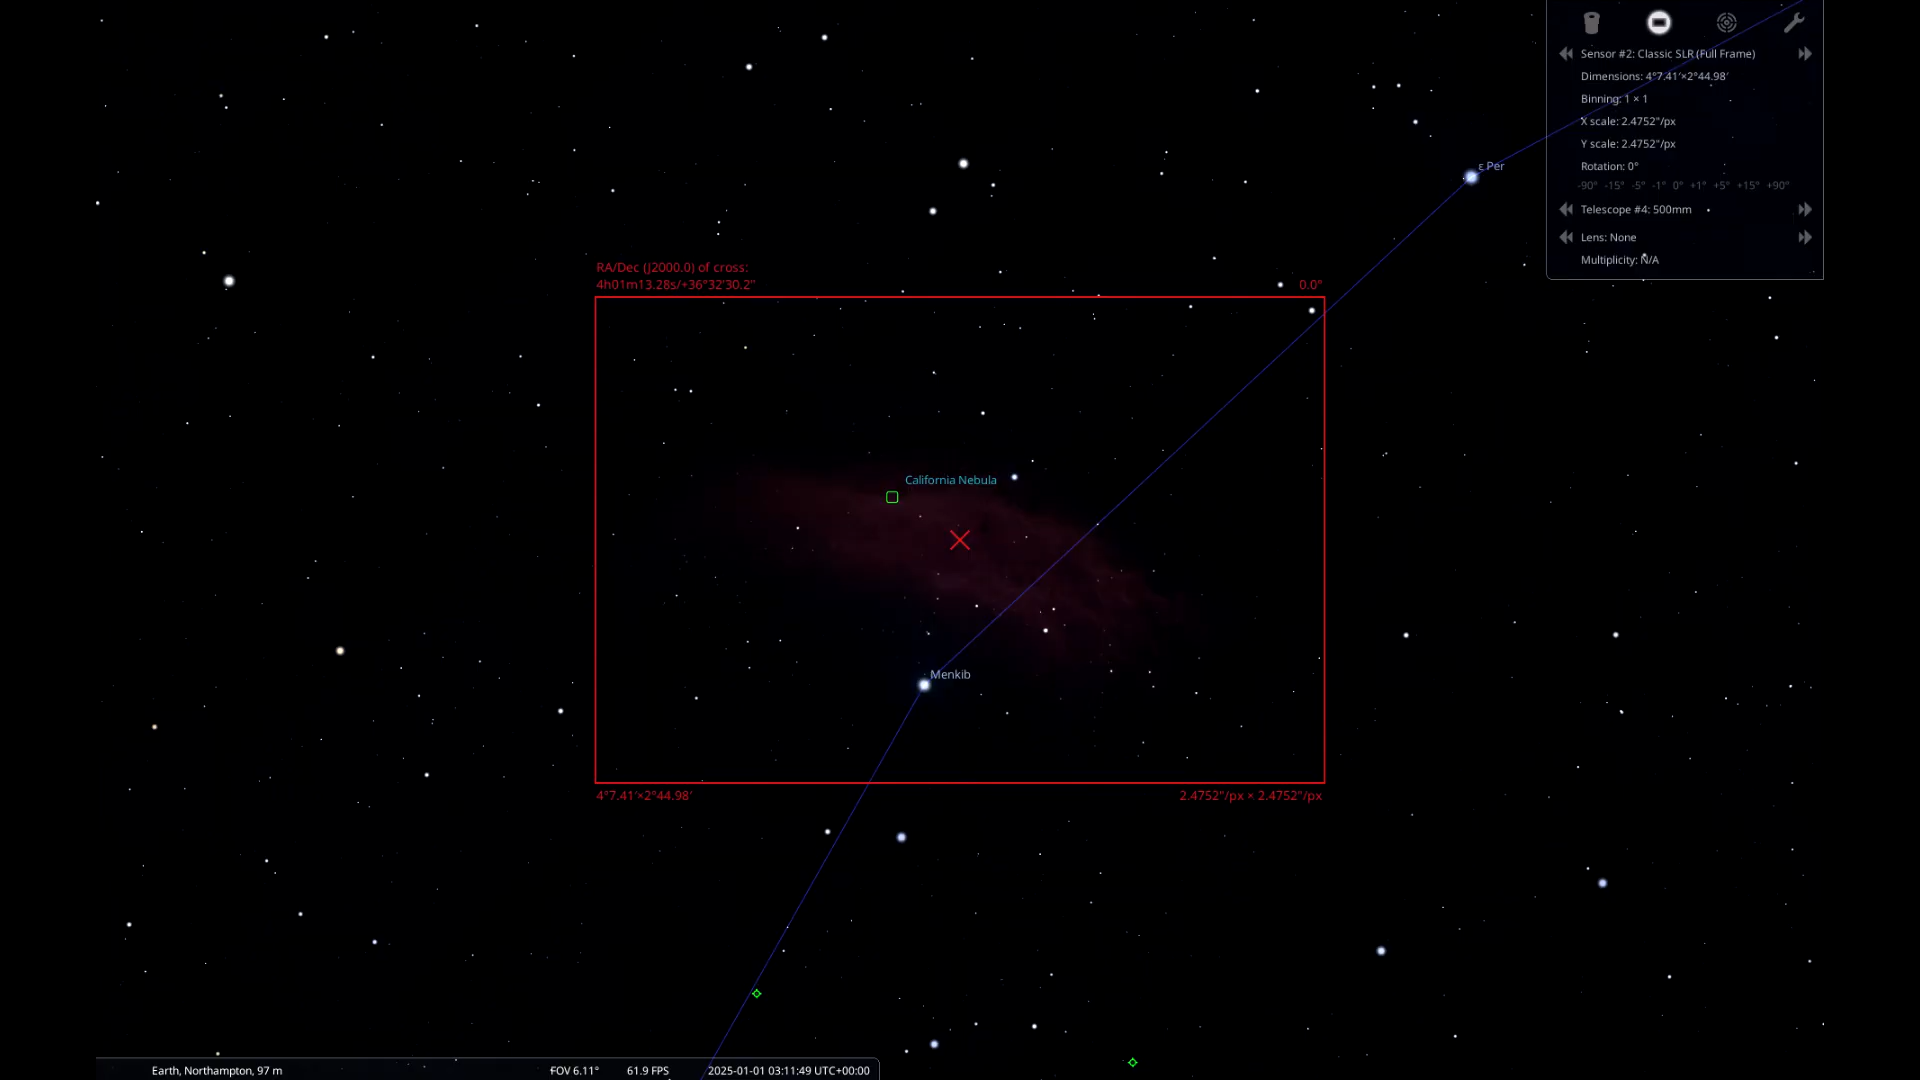 Sensor #2: Classic SLR (Full Frame)
Dimensions: 4°7.41′×2°44.98′
Binning: 1 × 1
X scale: 2.4752"/px
Y scale: 2.4752"/px
Rotation: 0°
-90° -15° -5° -1° 0° +1° +5° +15° +90°
Telescope #4: 500mm
Lens: None
Multiplicity: N/A
ε Per
RA/Dec (J2000.0) of cross:
4h01m13.28s/+36°32'30.2"
0.0°
California Nebula
Menkib
4°7.41′×2°44.98′
2.4752"/px × 2.4752"/px
Earth, Northampton, 97 m
FOV 6.11°
61.9 FPS
2025-01-01 03:11:49 UTC+00:00